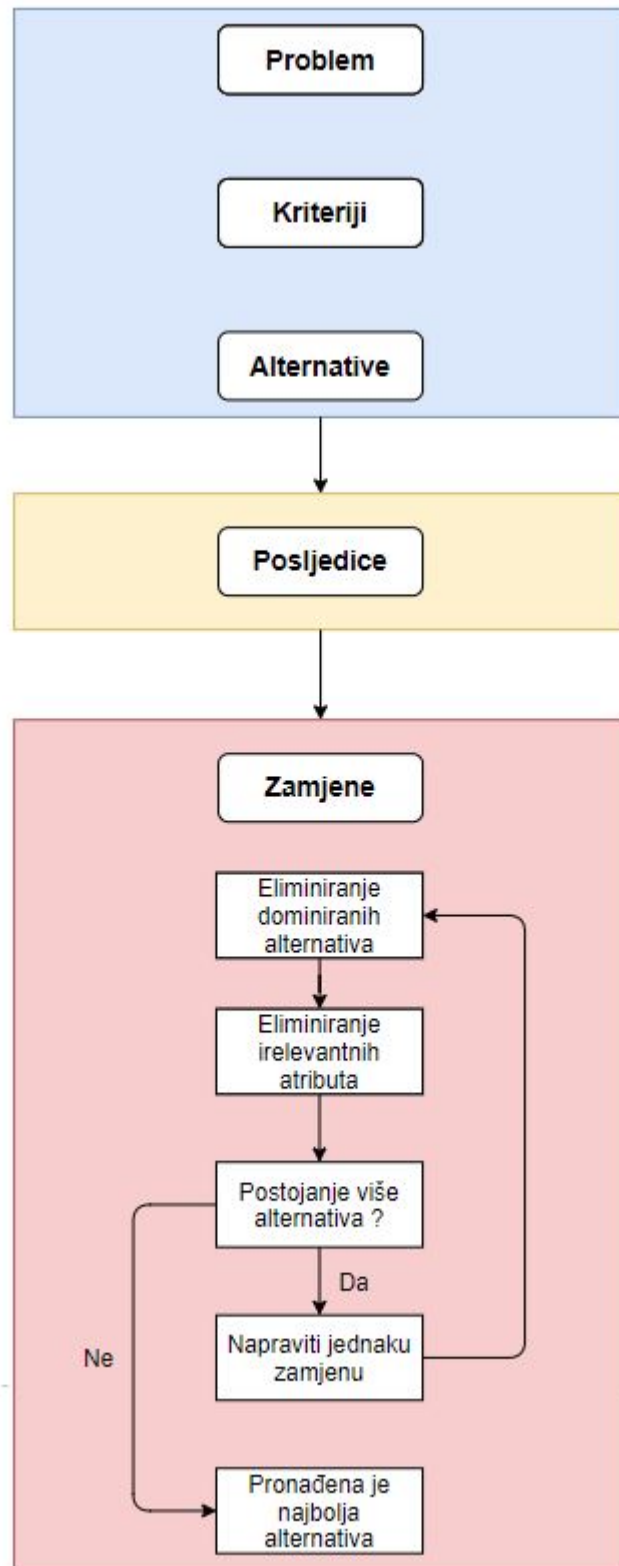 Problem
Kriteriji
Alternative
Posljedice
Zamjene
Eliminiranje
dominiranih
alternativa
Eliminiranje
irelevantnih
atributa
Postojanje više
alternativa ?
Da
Napraviti jednaku
zamjenu
Ne
Pronađena je
najbolja
alternativa